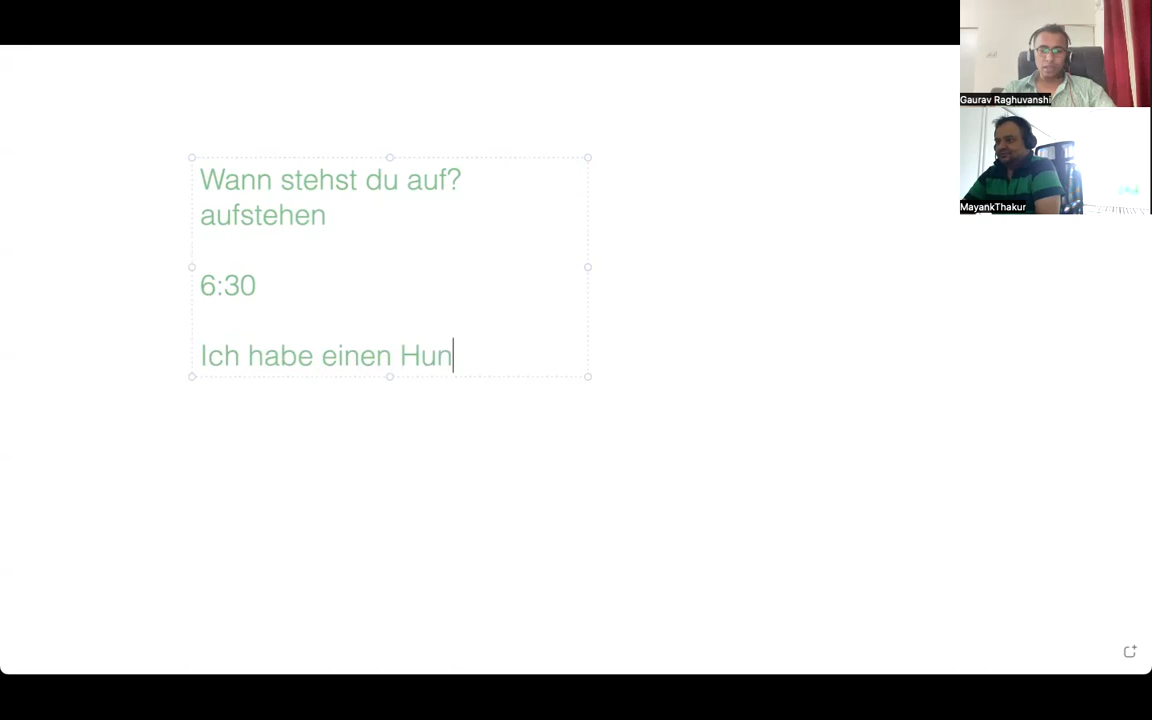 Wann stehst du auf?
aufstehen
6:30
Ich habe einen Hun
Gaurav Raghuvanshi
MayankThakur